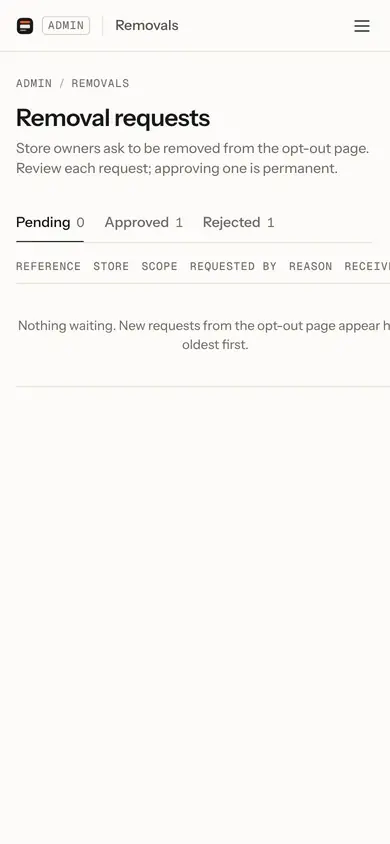 ADMIN
Removals
ADMIN / REMOVALS
Removal requests
Store owners ask to be removed from the opt-out page.
Review each request; approving one is permanent.
Pending 0 Approved 1 Rejected 1
REFERENCE STORE SCOPE REQUESTED BY REASON
Nothing waiting. New requests from the opt-out page appear
oldest first.